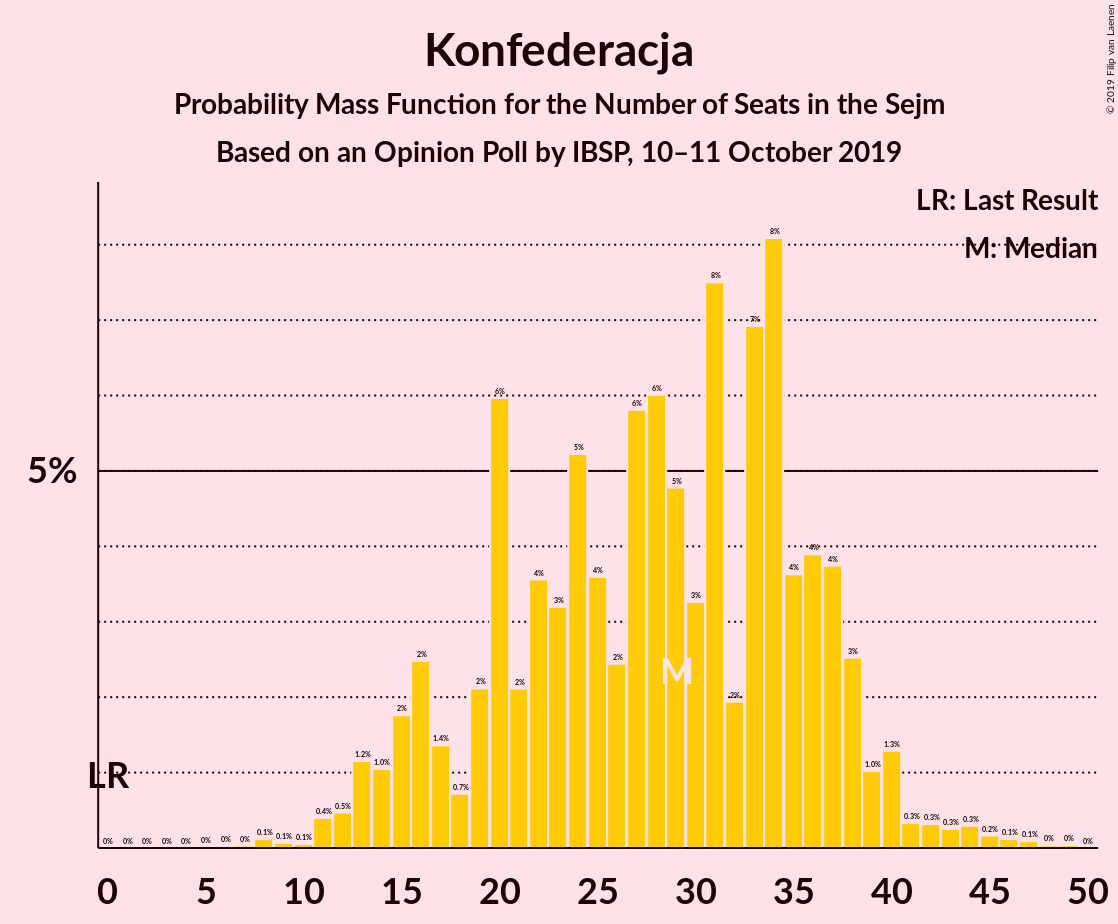 Konfederacja
Probability Mass Function for the Number of Seats in the Sejm
Based on an Opinion Poll by IBSP, 10–11 October 2019
© 2019 Filip van Laenen
LR: Last Result
M: Median
5%
LR
M
0% 0% 0% 0% 0% 0% 0% 0% 0.1% 0.1% 0.1% 0.4% 0.5% 1.2% 1.0% 2% 2% 1.4% 0.7% 2% 6% 2% 4% 3% 5% 4% 2% 6% 6% 5% 3% 8% 2% 7% 8% 4% 4% 4% 3% 1.0% 1.3% 0.3% 0.3% 0.3% 0.3% 0.2% 0.1% 0.1% 0% 0% 0%
0 5 10 15 20 25 30 35 40 45 50